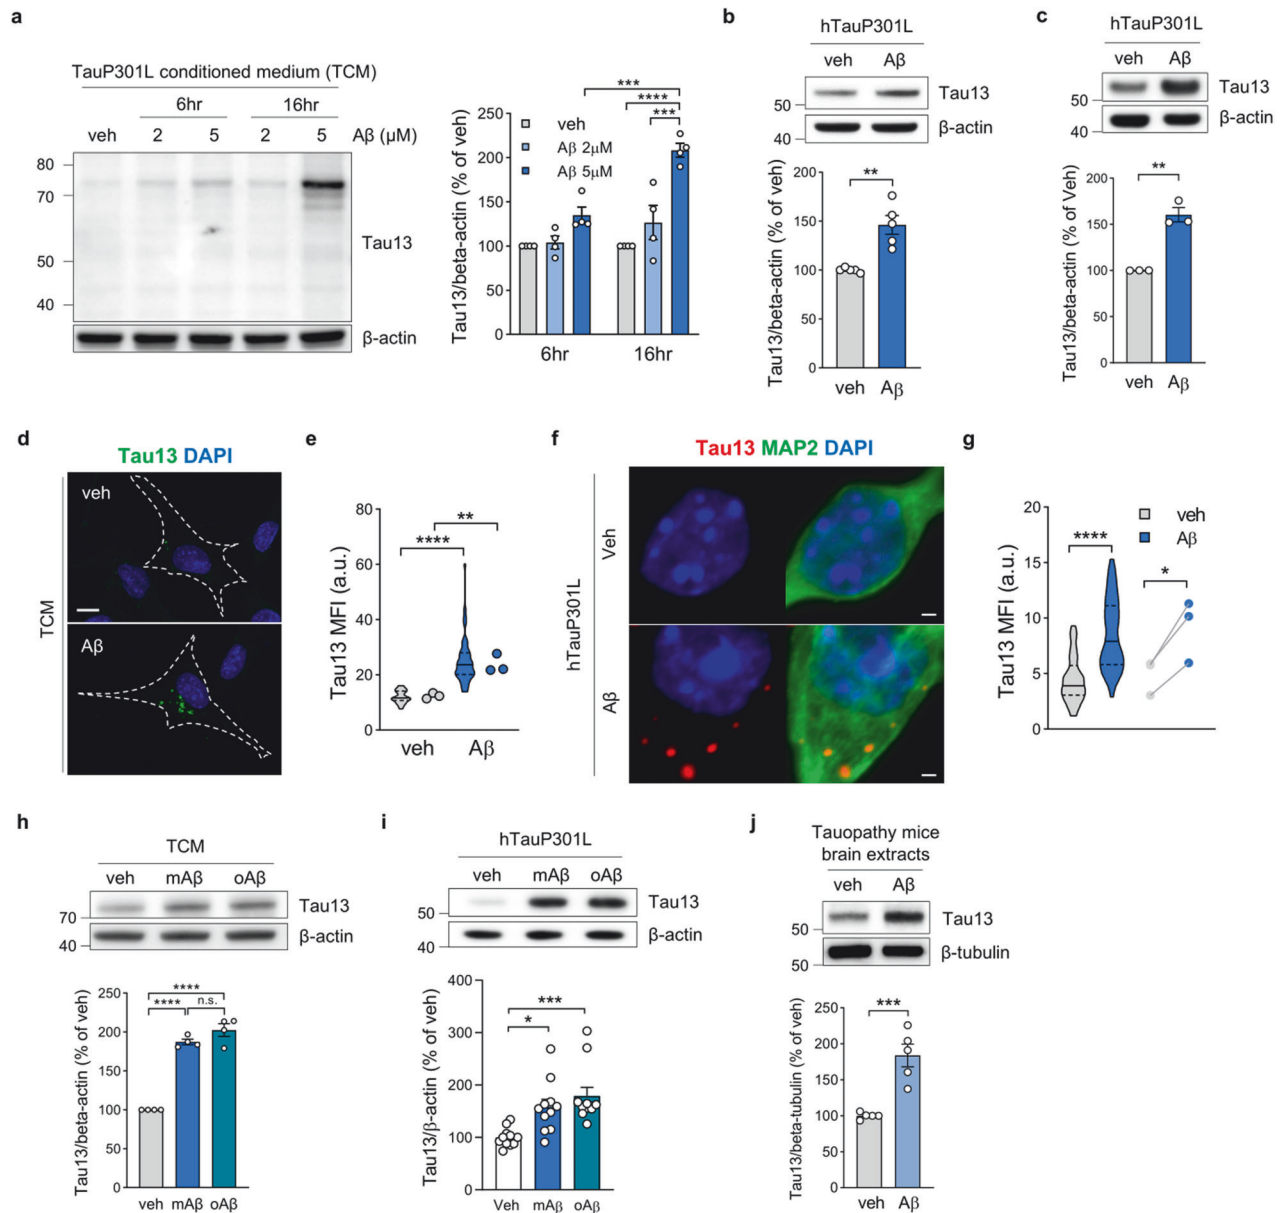 a
TauP301L conditioned medium (TCM)
6hr 16hr
veh 2 5 2 5 Aβ (μM)
80
70
50
40
Tau13
β-actin
Tau13/beta-actin (% of veh)
250
200
150
100
50
0
veh
Aβ 2μM
Aβ 5μM
***
****
***
6hr 16hr
b
hTauP301L
veh Aβ
Tau13
50
β-actin
40
Tau13/beta-actin (% of veh)
200
150
100
50
0
**
veh Aβ
c
hTauP301L
veh Aβ
Tau13
50
β-actin
40
Tau13/beta-actin (% of Veh)
200
150
100
50
0
**
veh Aβ
d
Tau13 DAPI
TCM
veh
Aβ
e
Tau13 MFI (a.u.)
80
60
40
20
0
**
****
veh Aβ
f
Tau13 MAP2 DAPI
hTauP301L
Veh
Aβ
g
Tau13 MFI (a.u.)
20
15
10
5
0
veh
Aβ
****
*
h
TCM
veh mAβ oAβ
Tau13
70
β-actin
40
Tau13/beta-actin (% of veh)
250
200
150
100
50
0
****
**** n.s.
veh mAβ oAβ
i
hTauP301L
veh mAβ oAβ
Tau13
50
β-actin
40
Tau13/β-actin (% of veh)
400
300
200
100
0
***
*
Veh mAβ oAβ
j
Tauopathy mice
brain extracts
veh Aβ
Tau13
50
β-tubulin
50
Tau13/beta-tubulin (% of veh)
200
150
100
50
0
***
veh Aβ